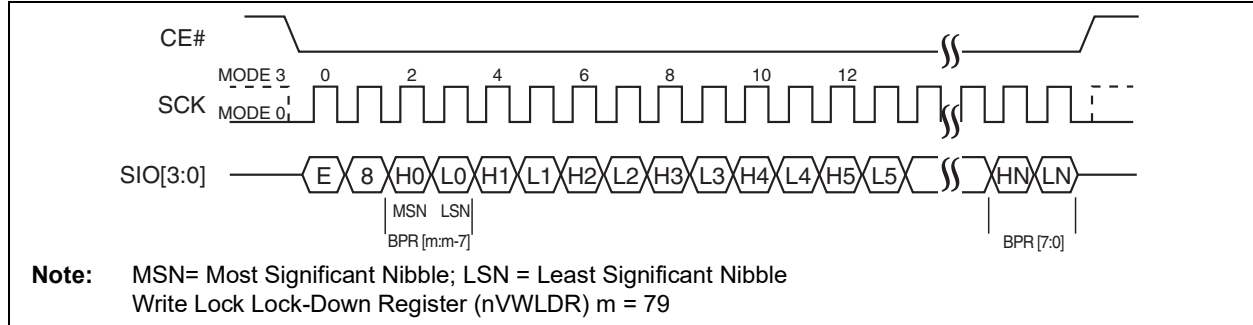 CE#
MODE 3 0 2 4 6 8 10 12
SCK
MODE 0
SIO[3:0] E 8 H0 L0 H1 L1 H2 L2 H3 L3 H4 L4 H5 L5 HN LN
MSN LSN
BPR [m:m-7] BPR [7:0]
Note: MSN= Most Significant Nibble; LSN = Least Significant Nibble
Write Lock Lock-Down Register (nVWLDR) m = 79